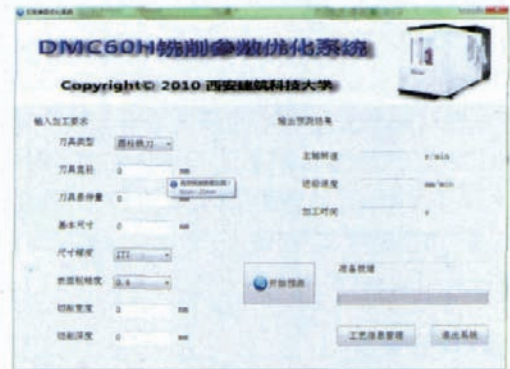 DMC60H铣削参数优化系统
Copyright© 2010 西安建筑科技大学
输入加工要求
输出预测结果
刀具类型 圆柱铣刀
主轴转速 r/min
刀具直径 0 mm
进给速度 mm/min
刀具悬伸量 0 mm
加工时间 s
基本尺寸 0 mm
尺寸精度 IT7
准备就绪
表面粗糙度 0.4
开始预测
切削宽度 0 mm
切削深度 0 mm
工艺信息管理 退出系统